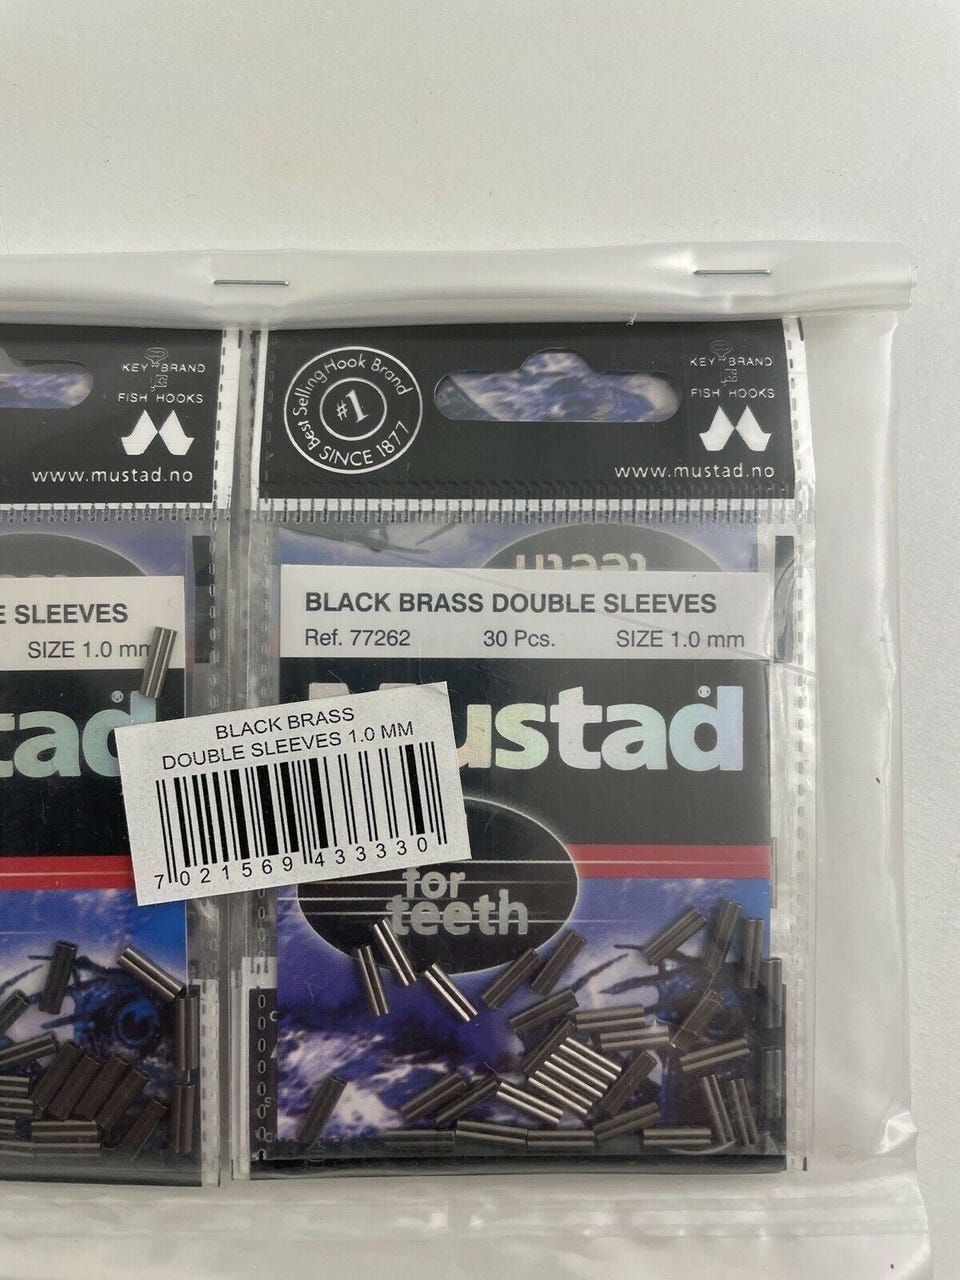 KEY BRAND
FISH HOOKS
www.mustad.no
E SLEEVES
SIZE 1.0 mm
tad
Best Selling Hook Brand
#1
SINCE 1877
KEY BRAND
FISH HOOKS
www.mustad.no
teeth
BLACK BRASS DOUBLE SLEEVES
Ref. 77262 30 Pcs. SIZE 1.0 mm
Mustad
BLACK BRASS
DOUBLE SLEEVES 1.0 MM
7 021569 433330
for
teeth